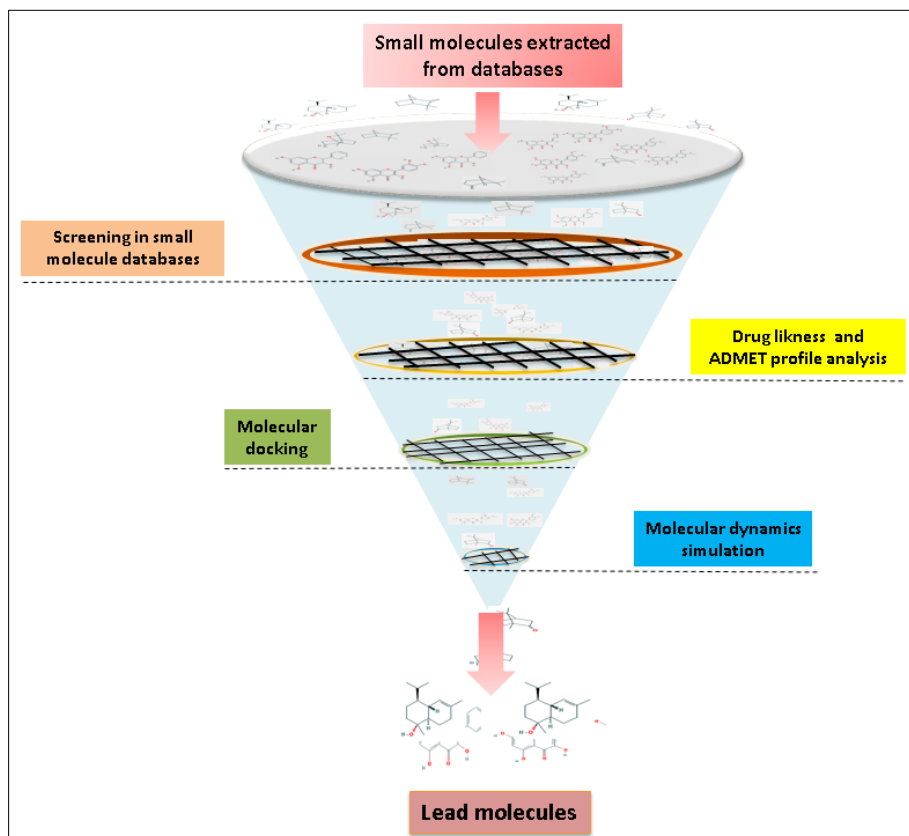 Small molecules extracted
from databases
Screening in small
molecule databases
Drug likness and
ADMET profile analysis
Molecular
docking
Molecular dynamics
simulation
Lead molecules